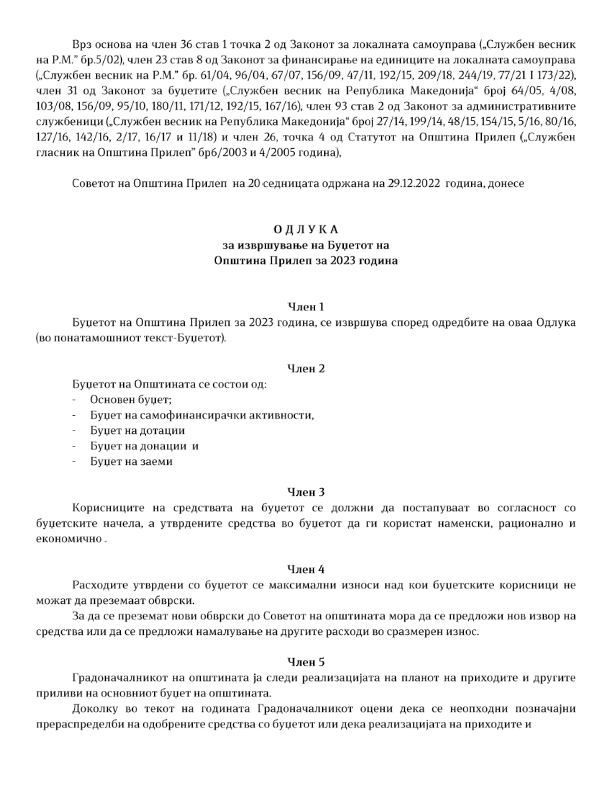 Врз основа на член 36 став 1 точка 2 од Законот за локалната самоуправа („Службен весник
на Р.М.” бр.5/02), член 23 став 8 од Законот за финансирање на единиците на локалната самоуправа
(„Службен весник на Р.М.” бр. 61/04, 96/04, 67/07, 156/09, 47/11, 192/15, 209/18, 244/19, 77/21 I 173/22),
член 31 од Законот за буџетите („Службен весник на Република Македонија“ број 64/05, 4/08,
103/08, 156/09, 95/10, 180/11, 171/12, 192/15, 167/16), член 93 став 2 од Законот за административните
службеници („Службен весник на Република Македонија“ број 27/14, 199/14, 48/15, 154/15, 5/16, 80/16,
127/16, 142/16, 2/17, 16/17 и 11/18) и член 26, точка 4 од Статутот на Општина Прилеп („Службен
гласник на Општина Прилеп” бр6/2003 и 4/2005 година),
Советот на Општина Прилеп на 20 седницата одржана на 29.12.2022 година, донесе
О Д Л У К А
за извршување на Буџетот на
Општина Прилеп за 2023 година
Член 1
Буџетот на Општина Прилеп за 2023 година, се извршува според одредбите на оваа Одлука
(во понатамошниот текст-Буџетот).
Член 2
Буџетот на Општината се состои од:
- Основен буџет;
- Буџет на самофинансирачки активности,
- Буџет на дотации
- Буџет на донации и
- Буџет на заеми
Член 3
Корисниците на средствата на буџетот се должни да постапуваат во согласност со
буџетските начела, а утврдените средства во буџетот да ги користат наменски, рационално и
економично .
Член 4
Расходите утврдени со буџетот се максимални износи над кои буџетските корисници не
можат да преземаат обврски.
За да се преземат нови обврски до Советот на општината мора да се предложи нов извор на
средства или да се предложи намалување на другите расходи во сразмерен износ.
Член 5
Градоначалникот на општината ја следи реализацијата на планот на приходите и другите
приливи на основниот буџет на општината.
Доколку во текот на годината Градоначалникот оцени дека се неопходни позначајни
прераспределби на одобрените средства со буџетот или дека реализацијата на приходите и